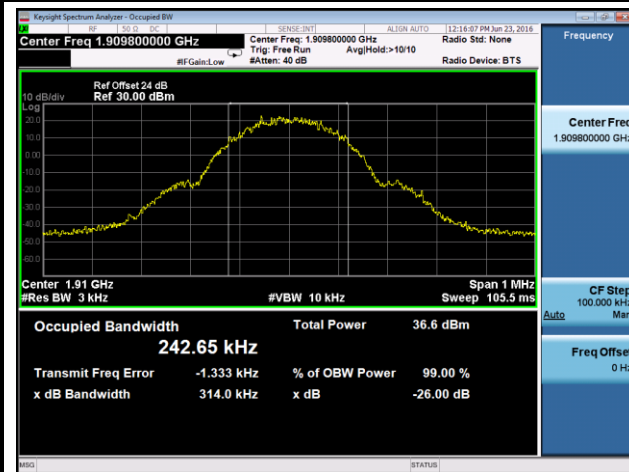 Keysight Spectrum Analyzer - Occupied BW
RF 50 Ω DC SENSE:INT ALIGN AUTO 12:16:07 PM Jun 23, 2016
Center Freq 1.909800000 GHz
Center Freq: 1.909800000 GHz
Radio Std: None
Trig: Free Run Avg|Hold:>10/10
#IFGain:Low #Atten: 40 dB Radio Device: BTS
Frequency
Ref Offset 24 dB
10 dB/div Ref 30.00 dBm
Log
20.0
10.0
0.00
-10.0
-20.0
-30.0
-40.0
-50.0
-60.0
Center 1.91 GHz Span 1 MHz
#Res BW 3 kHz #VBW 10 kHz Sweep 105.5 ms
Center Freq
1.909800000 GHz
CF Step
100.000 kHz
Auto Man
Freq Offset
0 Hz
Occupied Bandwidth Total Power 36.6 dBm
242.65 kHz
Transmit Freq Error -1.333 kHz % of OBW Power 99.00 %
x dB Bandwidth 314.0 kHz x dB -26.00 dB
MSG STATUS